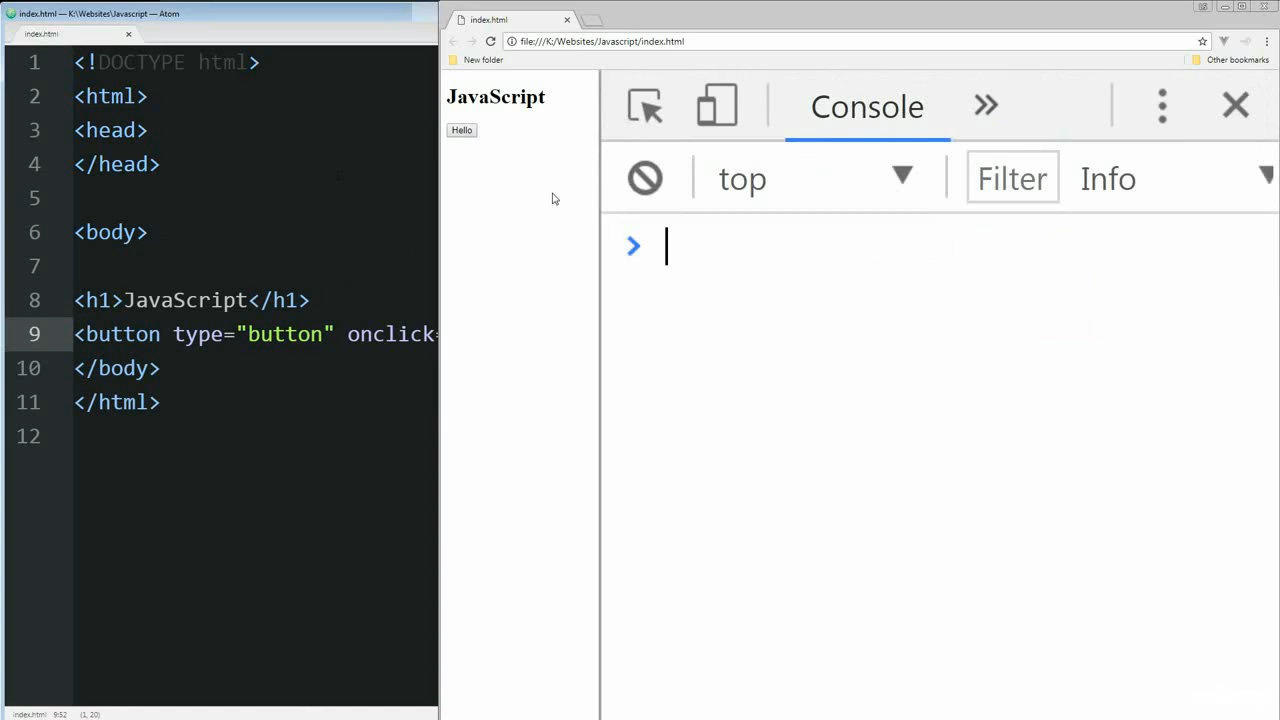 index.html — K:\Websites\Javascript — Atom
index.html
1 <!DOCTYPE html>
2 <html>
3 <head>
4 </head>
5
6 <body>
7
8 <h1>JavaScript</h1>
9 <button type="button" onclick=
10 </body>
11 </html>
12
index.html 9:52 (1, 20)
index.html
file:///K:/Websites/Javascript/index.html
New folder
Other bookmarks
JavaScript
Hello
Console
top
Filter
Info